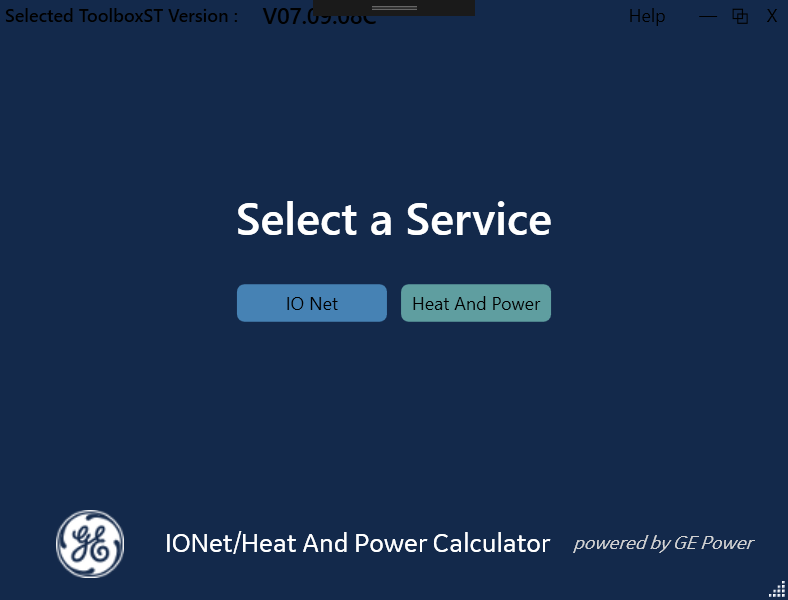 Selected ToolboxST Version : V07.09.08C Help X
Select a Service
IO Net Heat And Power
GE IONet/Heat And Power Calculator powered by GE Power